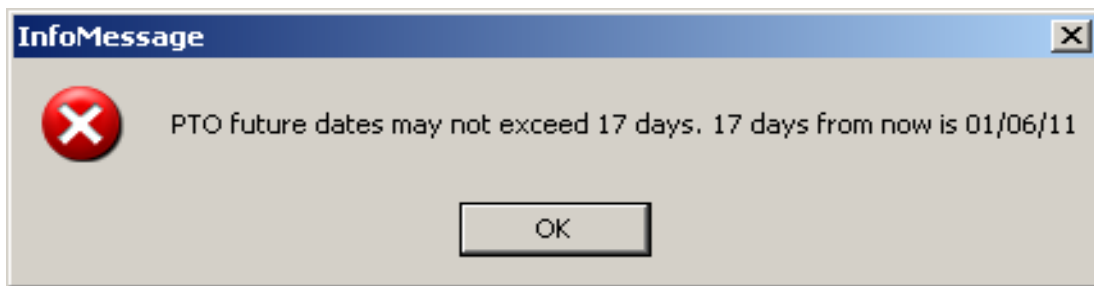 InfoMessage
PTO future dates may not exceed 17 days. 17 days from now is 01/06/11
OK